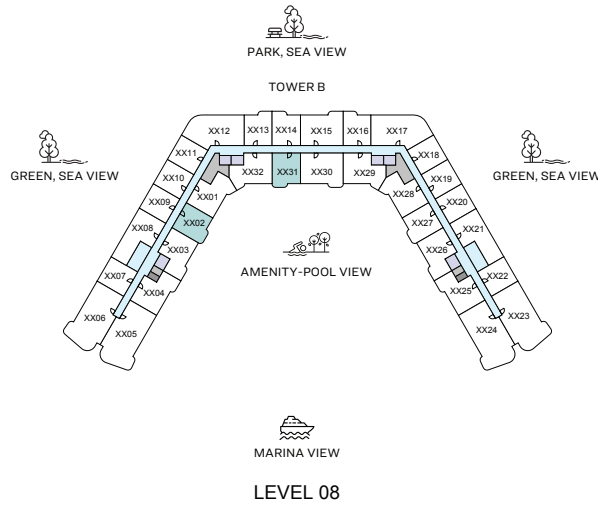 PARK, SEA VIEW
TOWER B
XX12
XX13
XX14
XX15
XX16
XX17
XX11
XX18
XX10
XX32
XX31
XX30
XX29
XX19
XX09
XX01
XX28
XX20
XX08
XX02
XX27
XX21
XX03
XX26
XX07
XX04
XX25
XX22
XX06
XX05
XX24
XX23
GREEN, SEA VIEW
GREEN, SEA VIEW
AMENITY-POOL VIEW
MARINA VIEW
LEVEL 08